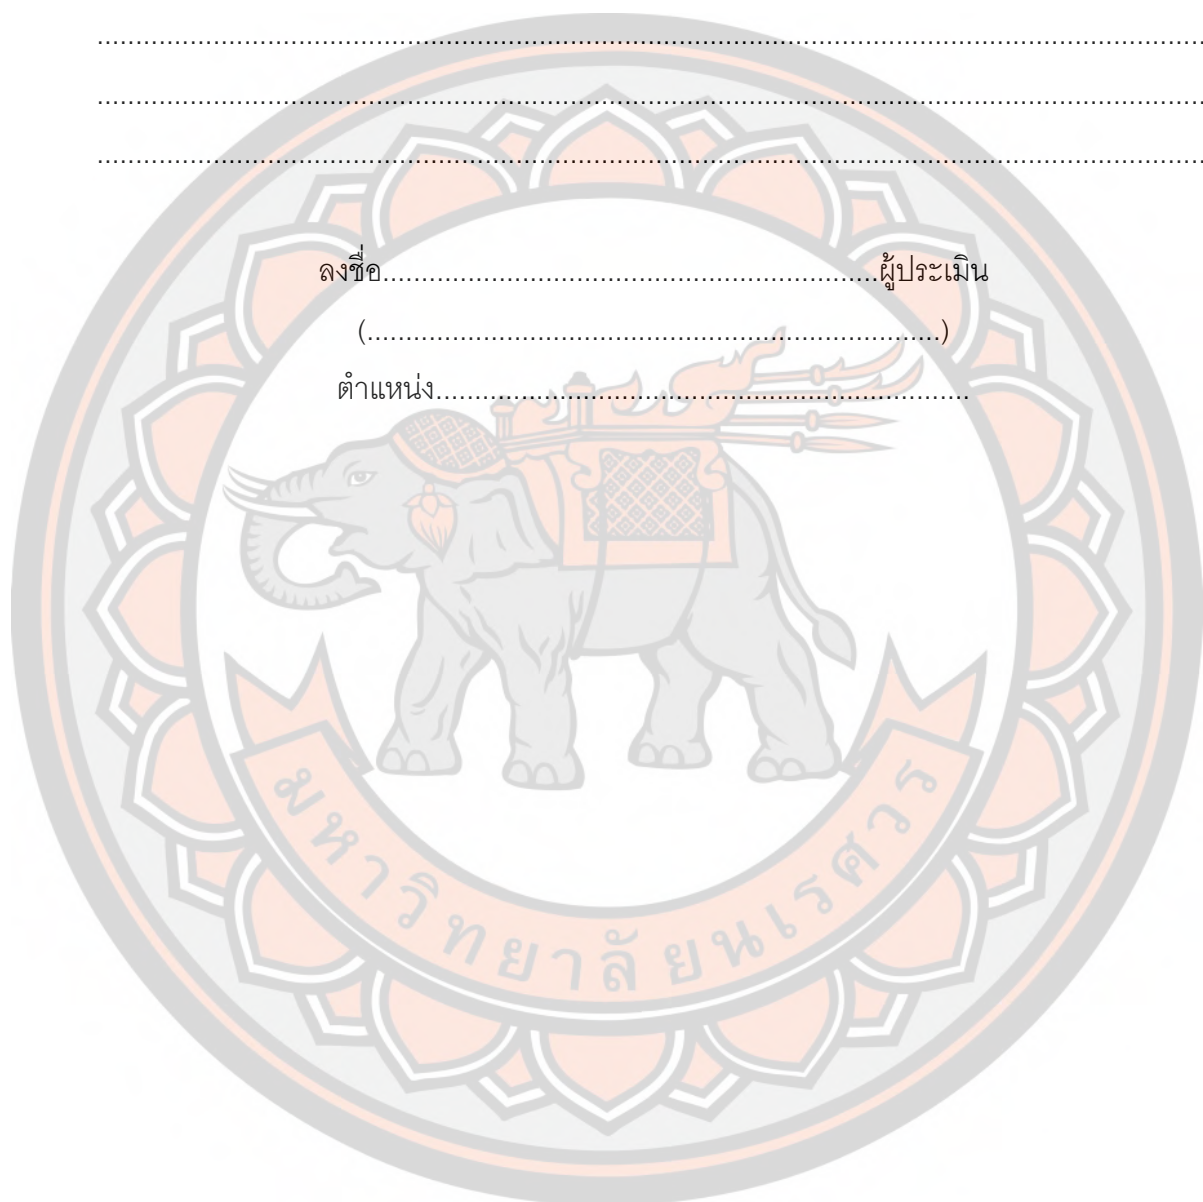 ................................................................................................................................................
................................................................................................................................................
................................................................................................................................................
ลงชื่อ................................................................ผู้ประเมิน
(..........................................................................)
ตำแหน่ง.....................................................................
มหาวิทยาลัยนเรศวร